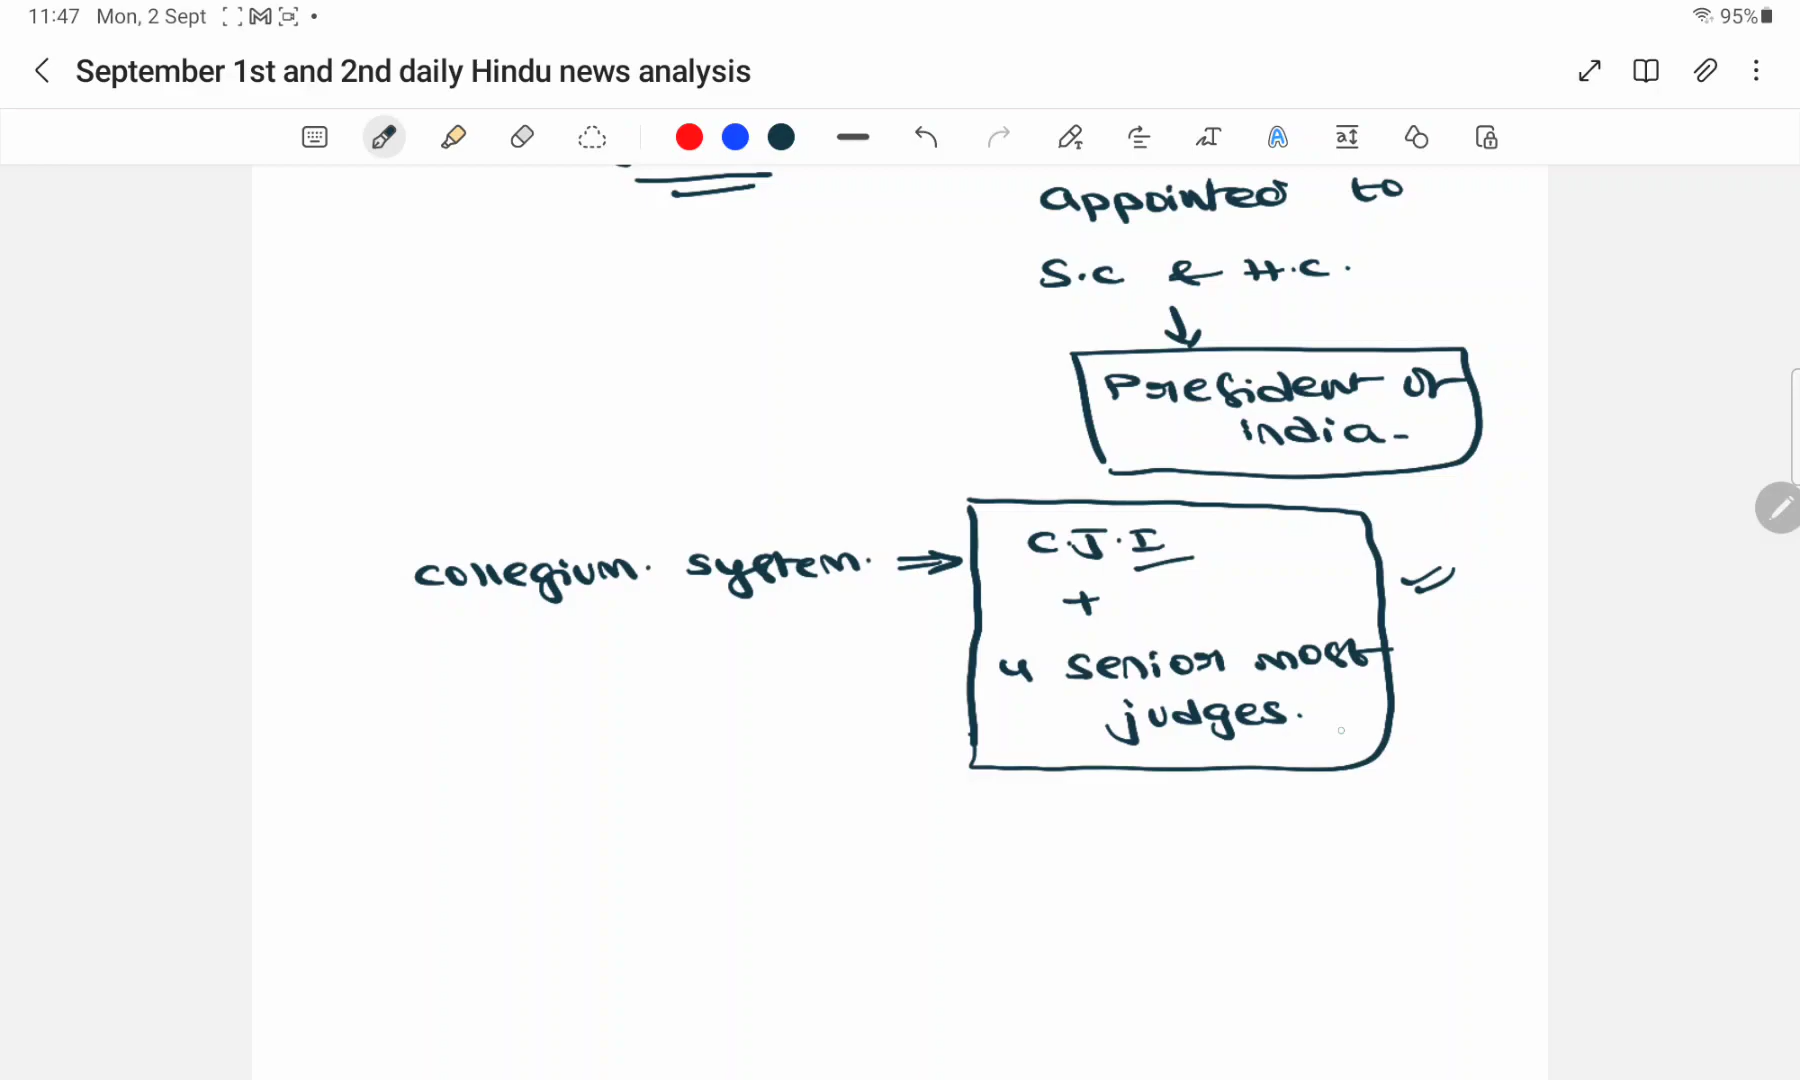 11:47 Mon, 2 Sept 95%
September 1st and 2nd daily Hindu news analysis
appointed to
S.C & H.C.
President of
india-
collegium. system.
C.J.I
+
4 senior most
judges.